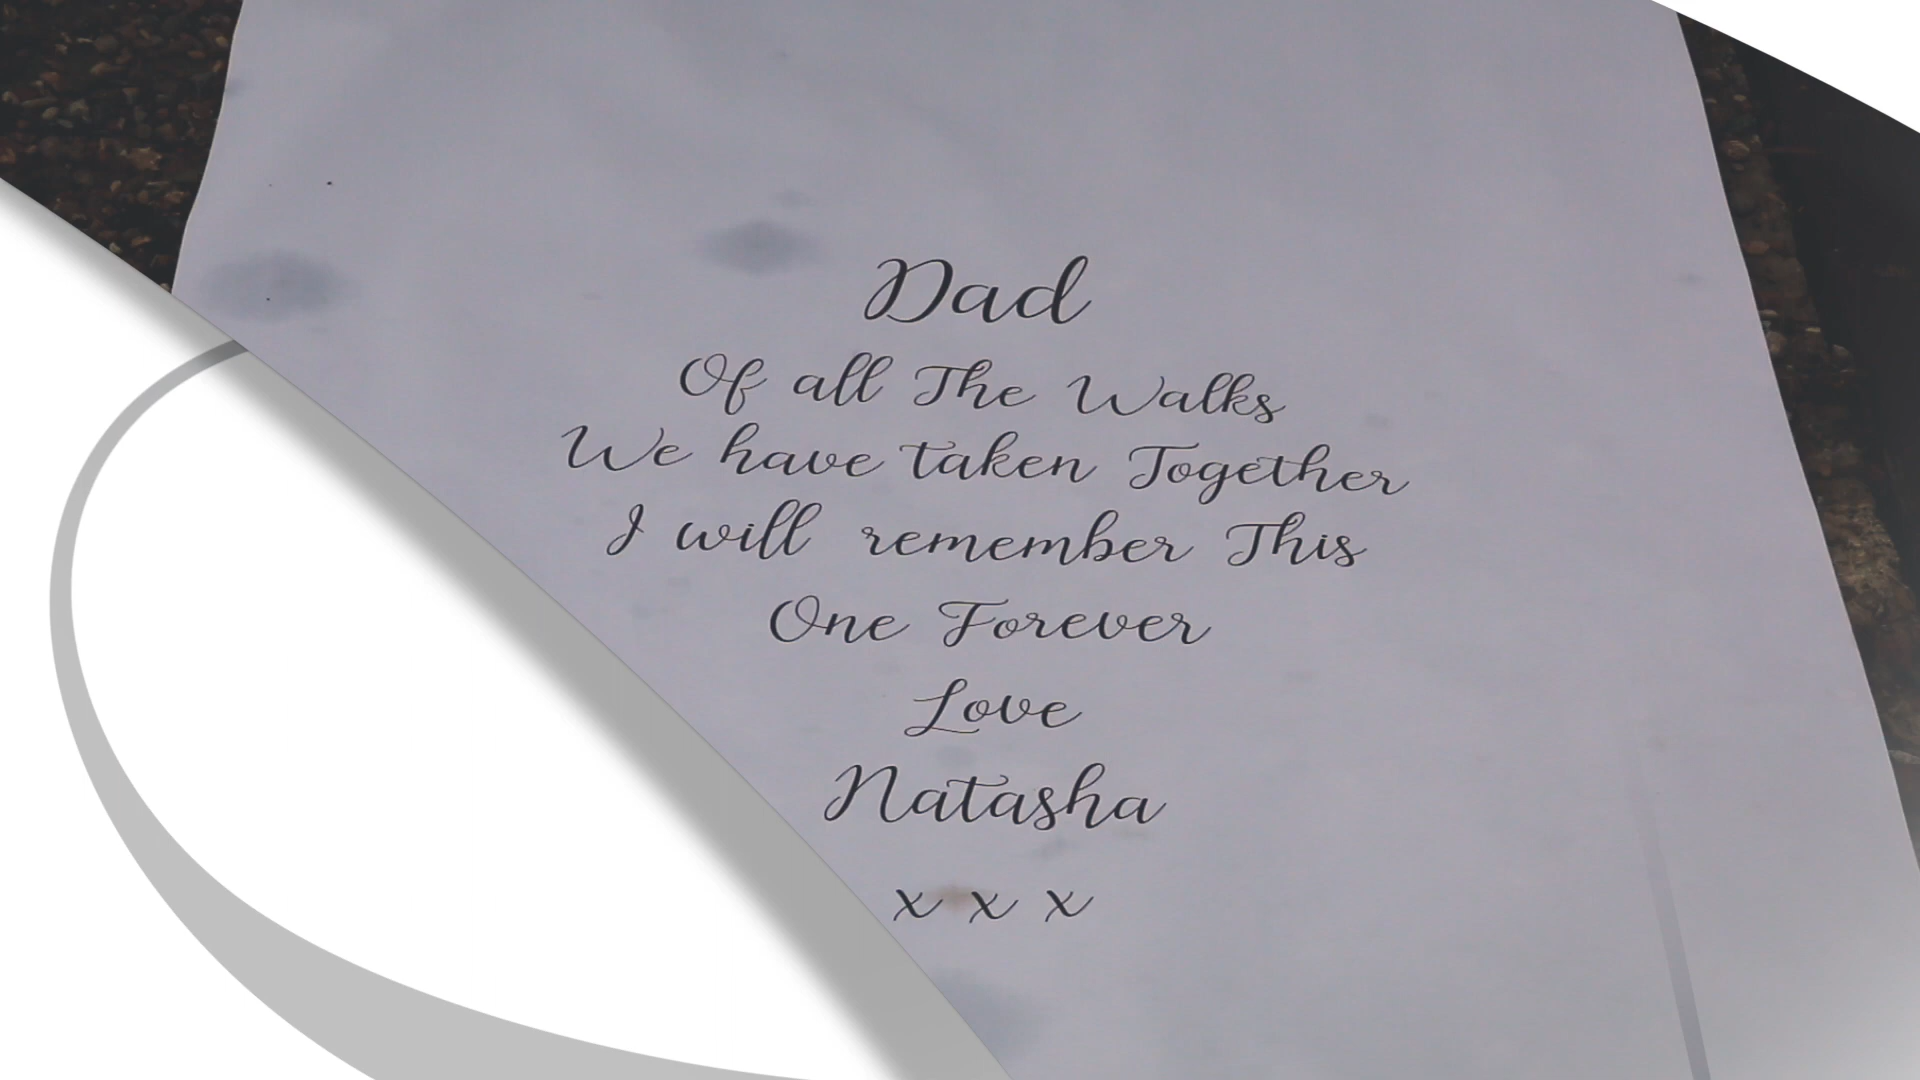 Dad
Of all The Walks
We have taken Together
I will remember This
One Forever
Love
Natasha
x x x